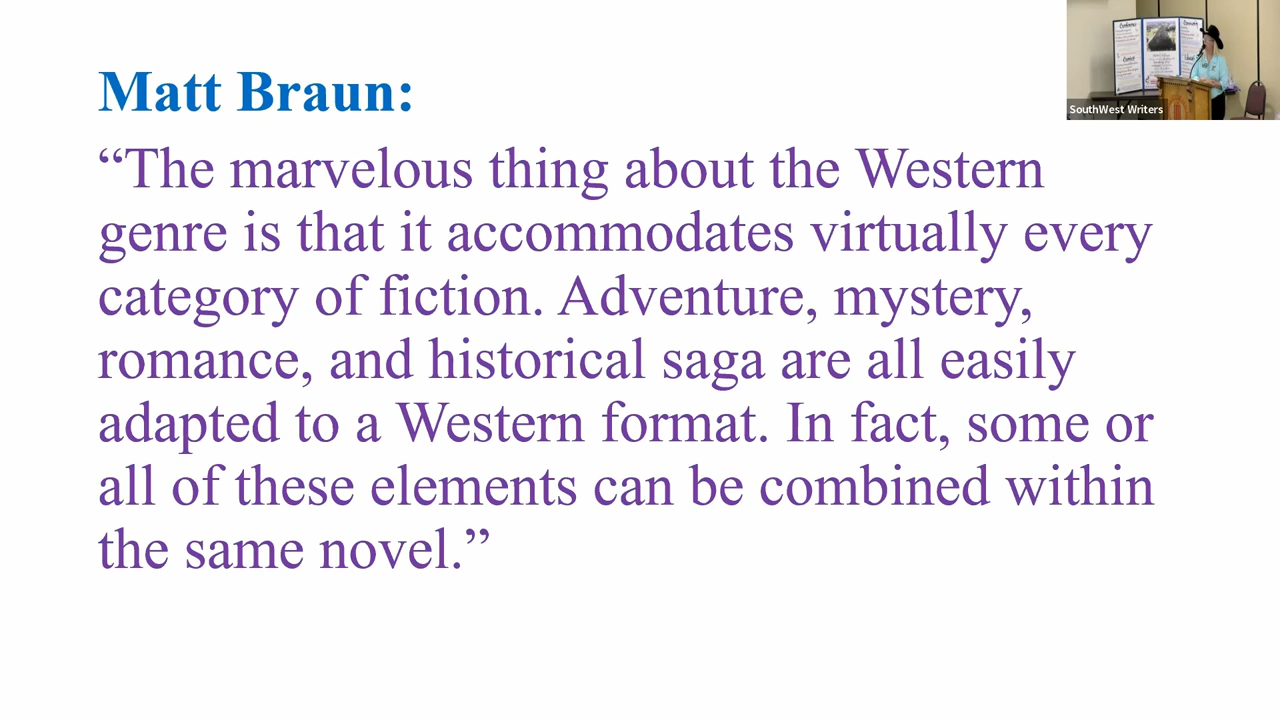 Matt Braun:
“The marvelous thing about the Western
genre is that it accommodates virtually every
category of fiction. Adventure, mystery,
romance, and historical saga are all easily
adapted to a Western format. In fact, some or
all of these elements can be combined within
the same novel.”
SouthWest Writers